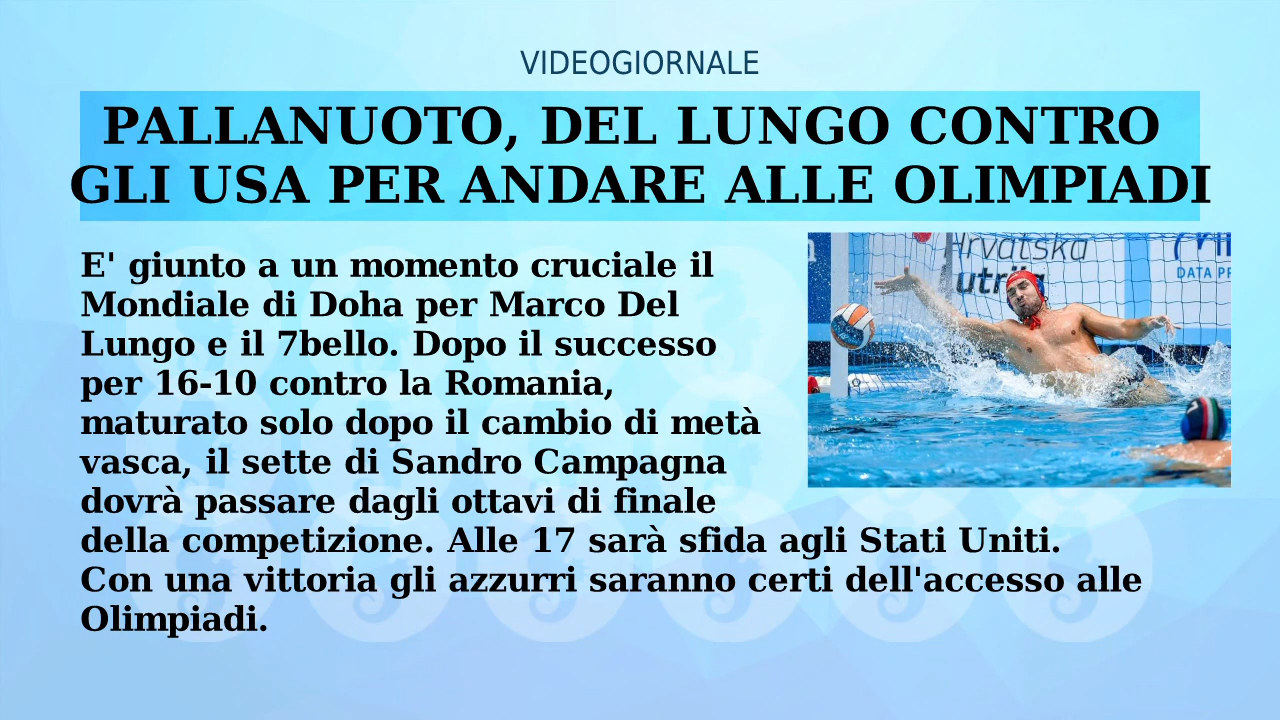 VIDEOGIORNALE
PALLANUOTO, DEL LUNGO CONTRO
GLI USA PER ANDARE ALLE OLIMPIADI
E' giunto a un momento cruciale il
Mondiale di Doha per Marco Del
Lungo e il 7bello. Dopo il successo
per 16-10 contro la Romania,
maturato solo dopo il cambio di metà
vasca, il sette di Sandro Campagna
dovrà passare dagli ottavi di finale
della competizione. Alle 17 sarà sfida agli Stati Uniti.
Con una vittoria gli azzurri saranno certi dell'accesso alle
Olimpiadi.
Hrvatska
DATA PR
7